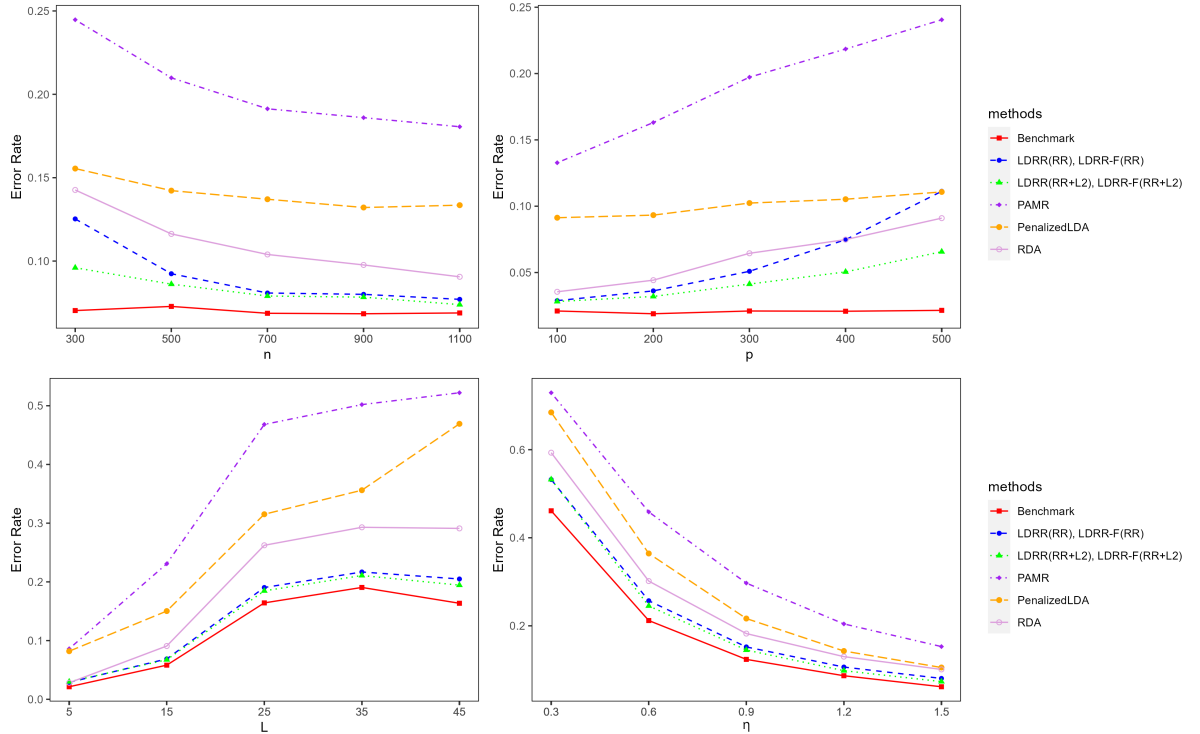 0.25
0.20
0.15
0.10
Error Rate
300 500 700 900 1100
n
0.25
0.20
0.15
0.10
0.05
Error Rate
100 200 300 400 500
p
methods
Benchmark
LDRR(RR), LDRR-F(RR)
LDRR(RR+L2), LDRR-F(RR+L2)
PAMR
PenalizedLDA
RDA
0.5
0.4
0.3
0.2
0.1
0.0
Error Rate
5 15 25 35 45
L
0.6
0.4
0.2
Error Rate
0.3 0.6 0.9 1.2 1.5
η
methods
Benchmark
LDRR(RR), LDRR-F(RR)
LDRR(RR+L2), LDRR-F(RR+L2)
PAMR
PenalizedLDA
RDA